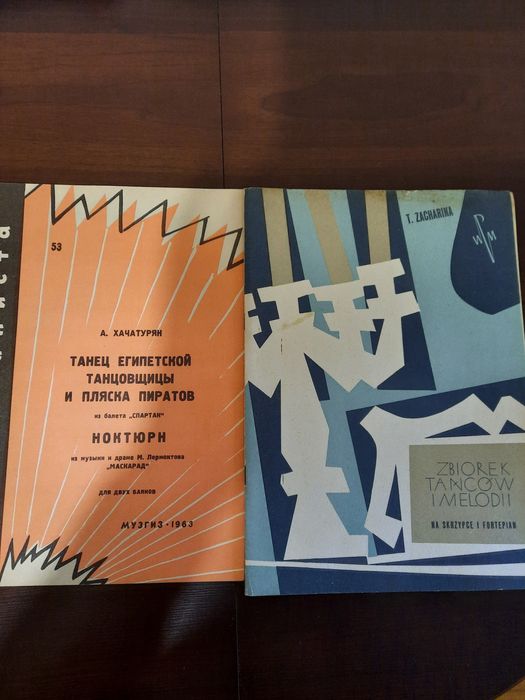 53
А. ХАЧАТУРЯН
ТАНЕЦ ЕГИПЕТСКОЙ
ТАНЦОВЩИЦЫ
И ПЛЯСКА ПИРАТОВ
из балета „СПАРТАК"
НОКТЮРН
из музыки к драме М. Лермонтова
„МАСКАРАД"
ДЛЯ ДВУХ БАЯНОВ
МУЗГИЗ·1963
T. ZACHARINA
PWM
ZBIOREK
TAŃCÓW
I MELODII
NA SKRZYPCE I FORTEPIAN